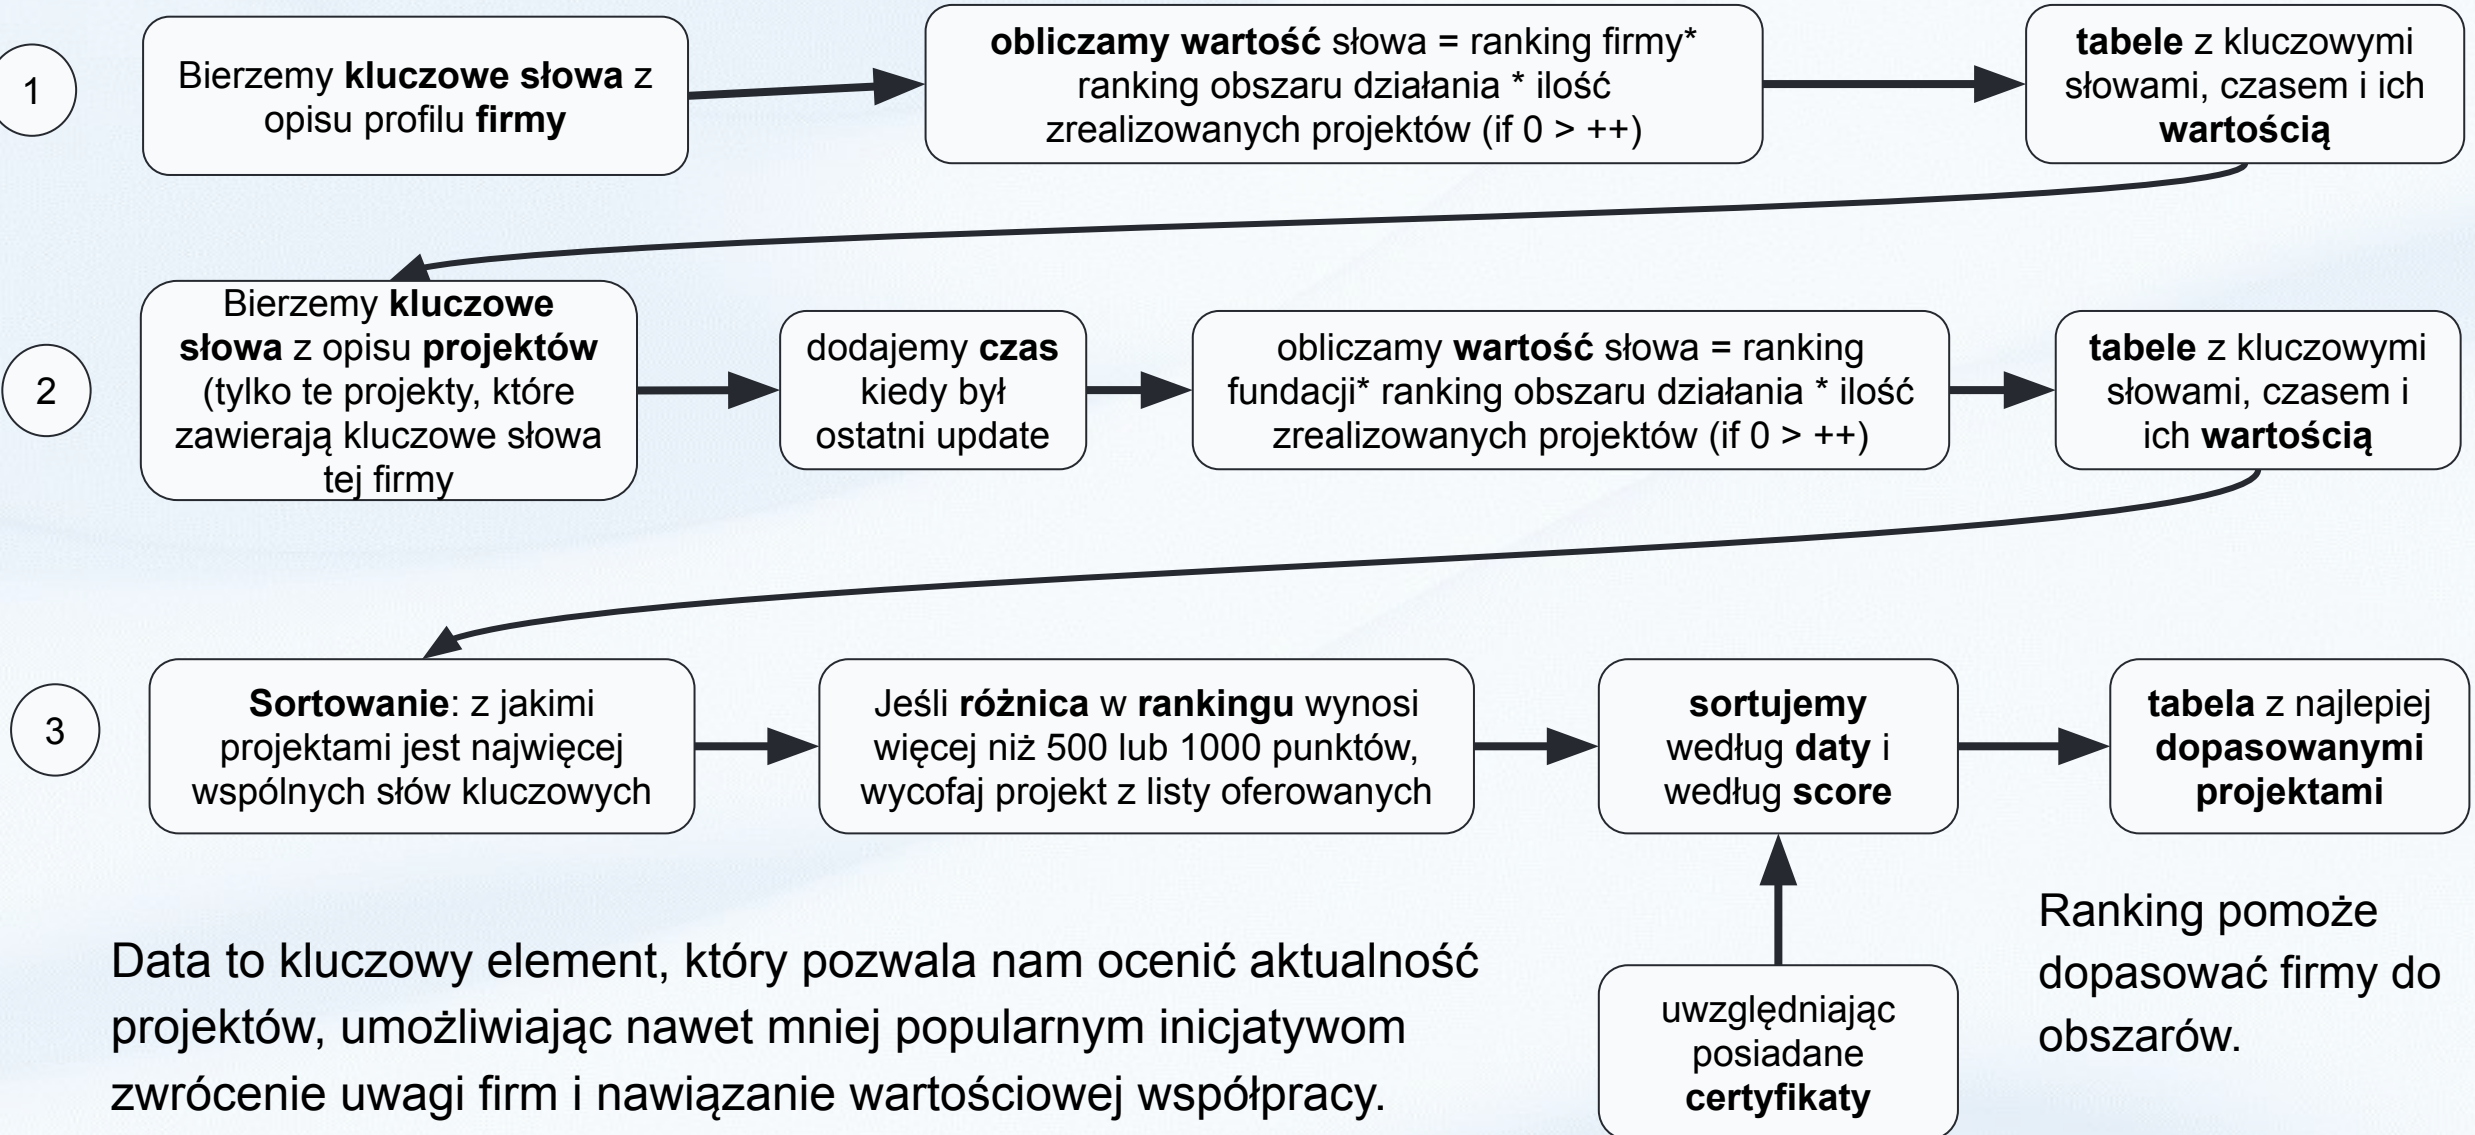 1
Bierzemy kluczowe słowa z
opisu profilu firmy
obliczamy wartość słowa = ranking firmy*
ranking obszaru działania * ilość
zrealizowanych projektów (if 0 > ++)
tabele z kluczowymi
słowami, czasem i ich
wartością
2
Bierzemy kluczowe
słowa z opisu projektów
(tylko te projekty, które
zawierają kluczowe słowa
tej firmy
dodajemy czas
kiedy był
ostatni update
obliczamy wartość słowa = ranking
fundacji* ranking obszaru działania * ilość
zrealizowanych projektów (if 0 > ++)
tabele z kluczowymi
słowami, czasem i
ich wartością
3
Sortowanie: z jakimi
projektami jest najwięcej
wspólnych słów kluczowych
Jeśli różnica w rankingu wynosi
więcej niż 500 lub 1000 punktów,
wycofaj projekt z listy oferowanych
sortujemy
według daty i
według score
tabela z najlepiej
dopasowanymi
projektami
uwzględniając
posiadane
certyfikaty
Data to kluczowy element, który pozwala nam ocenić aktualność
projektów, umożliwiając nawet mniej popularnym inicjatywom
zwrócenie uwagi firm i nawiązanie wartościowej współpracy.
Ranking pomoże
dopasować firmy do
obszarów.